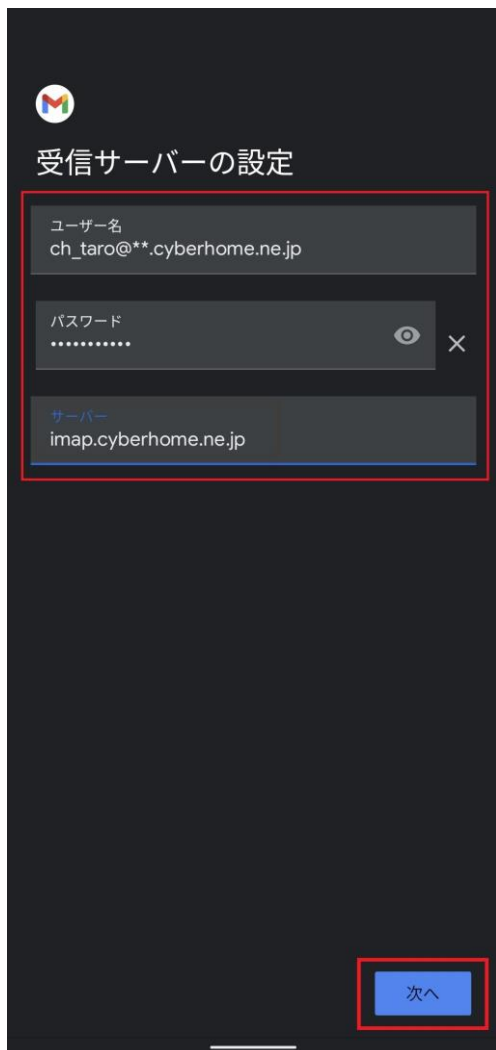 受信サーバーの設定
ユーザー名
ch_taro@**.cyberhome.ne.jp
パスワード
•••••••••••
サーバー
imap.cyberhome.ne.jp
次へ